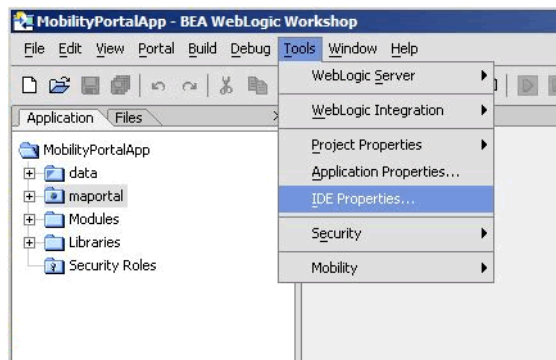 MobilityPortalApp - BEA WebLogic Workshop
File Edit View Portal Build Debug Tools Window Help
Application Files
MobilityPortalApp
data
maportal
Modules
Libraries
Security Roles
WebLogic Server
WebLogic Integration
Project Properties
Application Properties...
IDE Properties...
Security
Mobility